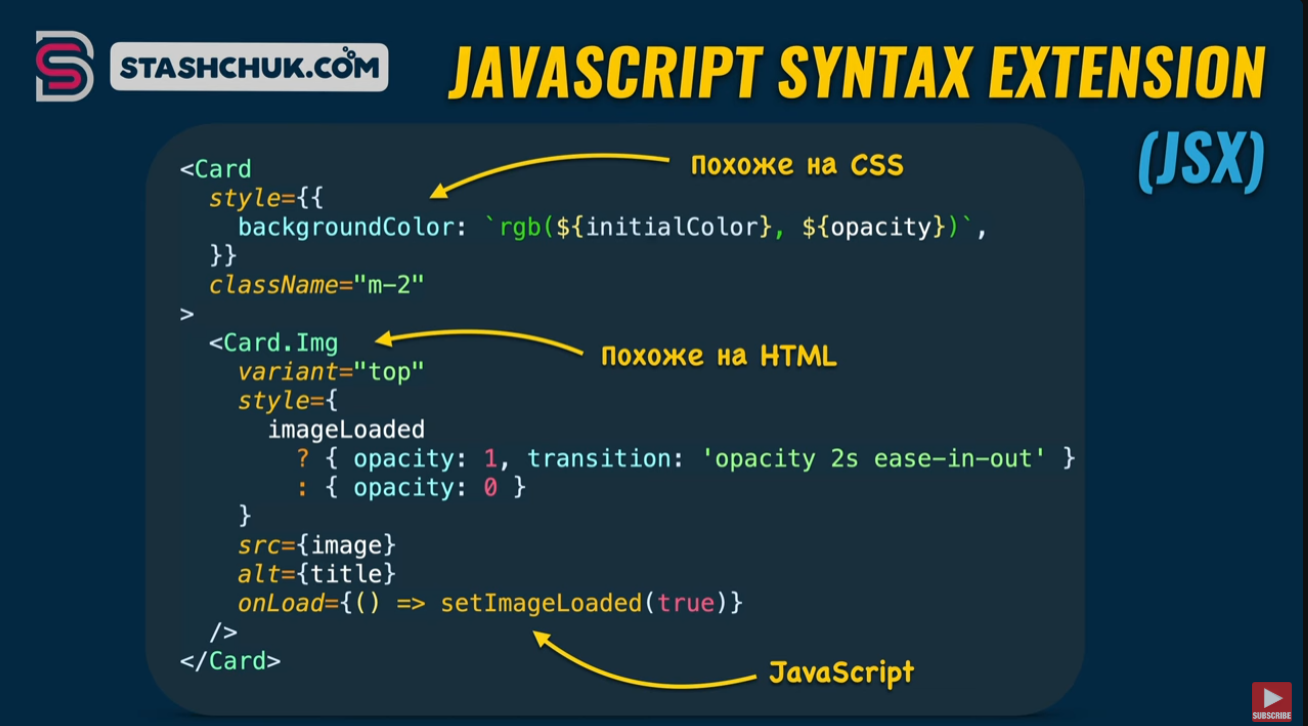 STASHCHUK.COM
JAVASCRIPT SYNTAX EXTENSION
(JSX)
<Card
Похоже на CSS
style={{
backgroundColor: `rgb(${initialColor}, ${opacity})`,
}}
className="m-2"
>
<Card.Img
Похоже на HTML
variant="top"
style={
imageLoaded
? { opacity: 1, transition: 'opacity 2s ease-in-out' }
: { opacity: 0 }
}
src={image}
alt={title}
onLoad={() => setImageLoaded(true)}
/>
</Card>
JavaScript
SUBSCRIBE